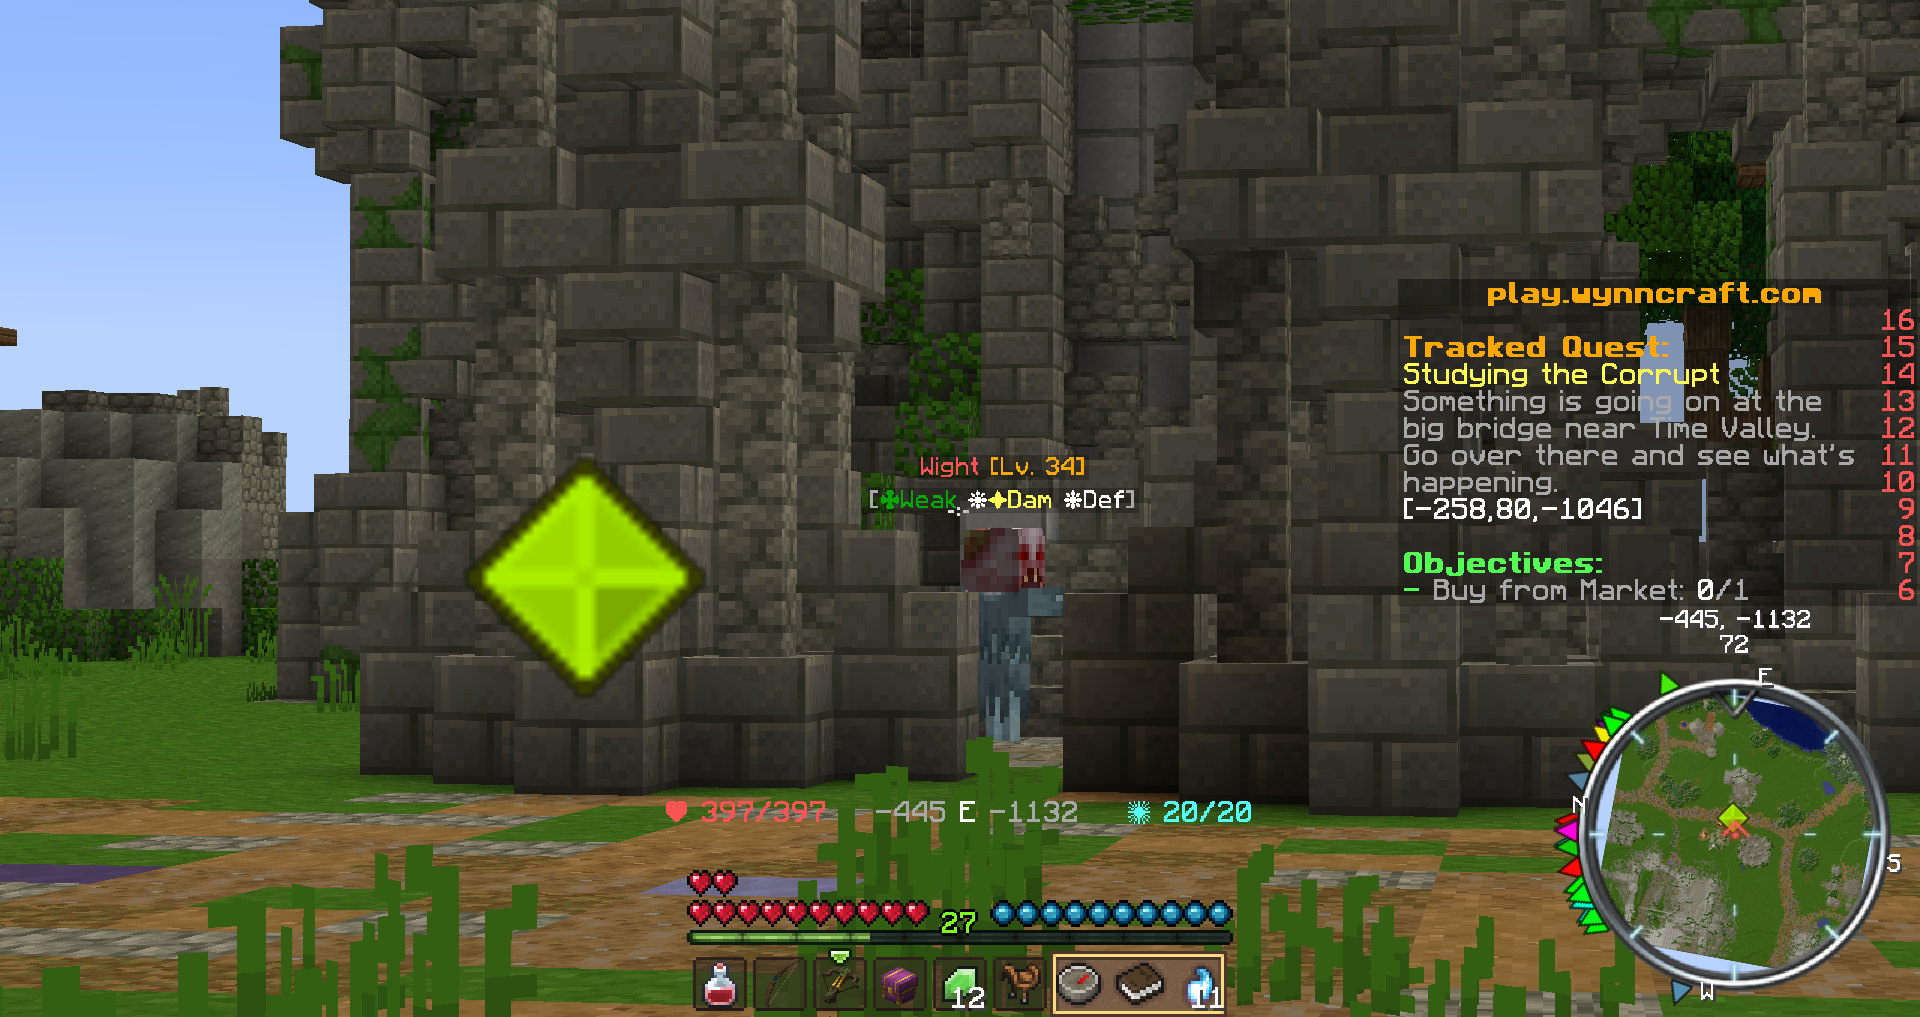 play.wynncraft.com
16
Tracked Quest: 15
Studying the Corrupt 14
Something is going on at the 13
big bridge near Time Valley. 12
Go over there and see what's 11
happening. 10
[-258,80,-1046] 9
8
Objectives: 7
- Buy from Market: 0/1 6
-445, -1132
72
Wight [Lv. 34]
[Weak Dam Def]
E
N
S
W
397/397 -445 E -1132 20/20
27
12
11